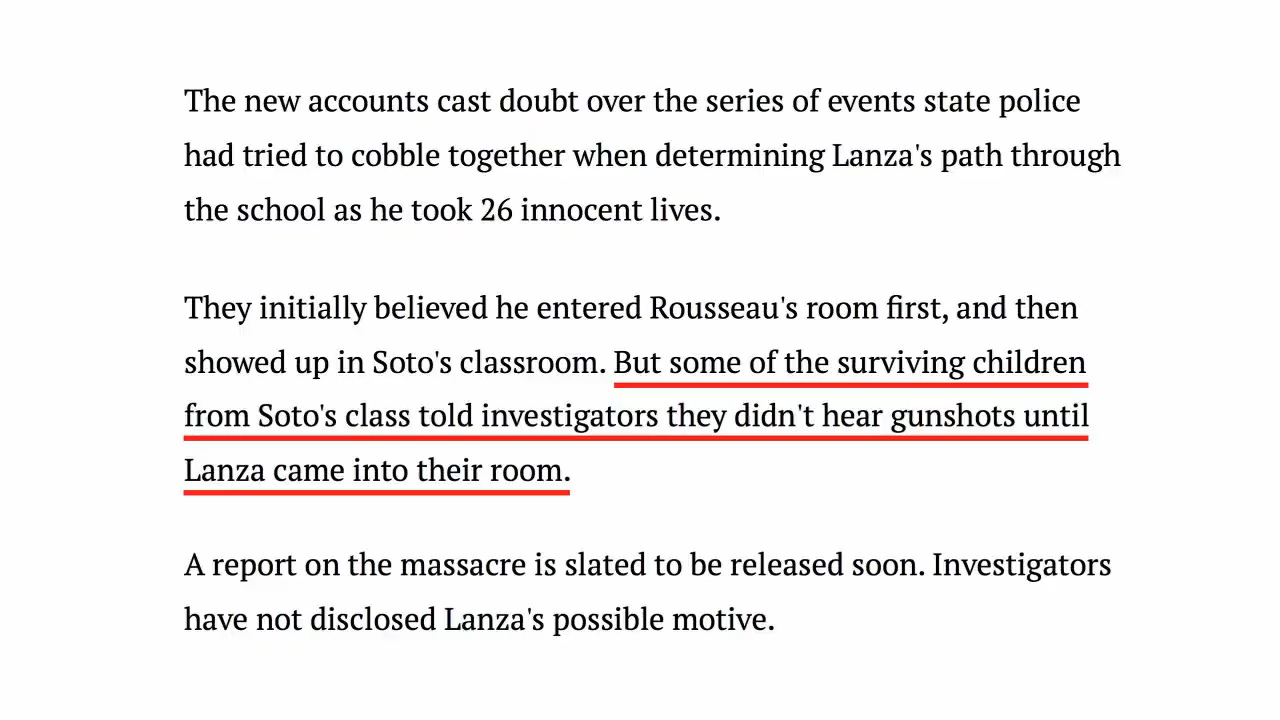 The new accounts cast doubt over the series of events state police
had tried to cobble together when determining Lanza's path through
the school as he took 26 innocent lives.
They initially believed he entered Rousseau's room first, and then
showed up in Soto's classroom. But some of the surviving children
from Soto's class told investigators they didn't hear gunshots until
Lanza came into their room.
A report on the massacre is slated to be released soon. Investigators
have not disclosed Lanza's possible motive.